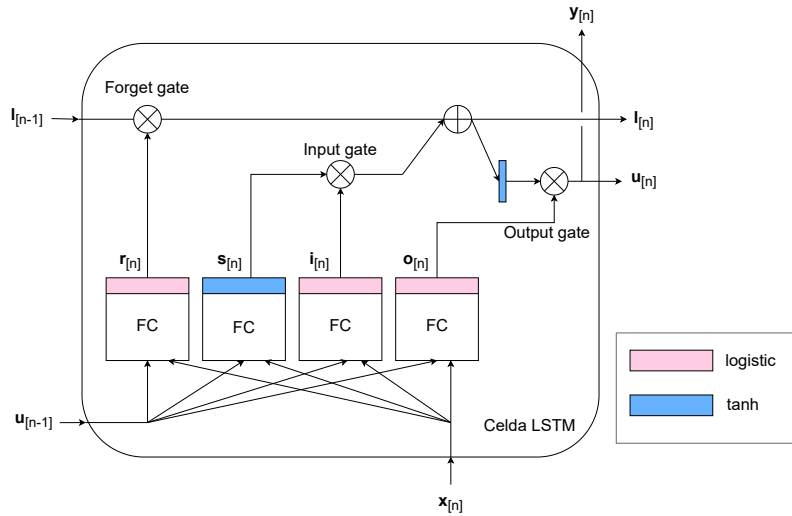 y[n]
Forget gate
l[n-1]
l[n]
Input gate
u[n]
Output gate
r[n]
s[n]
i[n]
o[n]
FC
FC
FC
FC
logistic
tanh
u[n-1]
Celda LSTM
x[n]